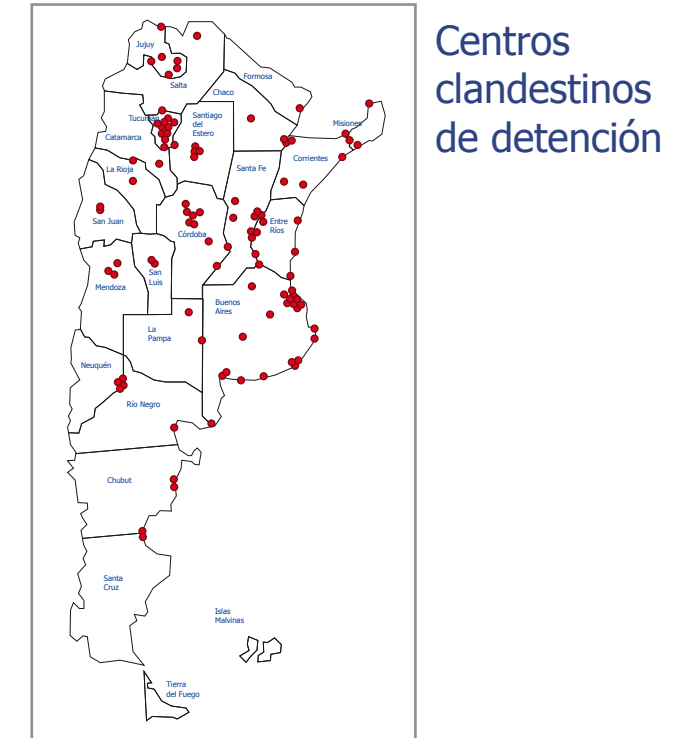 Centros
clandestinos
de detención
Jujuy
Salta
Formosa
Chaco
Tucumán
Santiago
del
Estero
Misiones
Catamarca
Corrientes
La Rioja
Santa Fe
San Juan
Córdoba
Entre
Ríos
Mendoza
San
Luis
Buenos
Aires
La
Pampa
Neuquén
Río Negro
Chubut
Santa
Cruz
Islas
Malvinas
Tierra
del Fuego